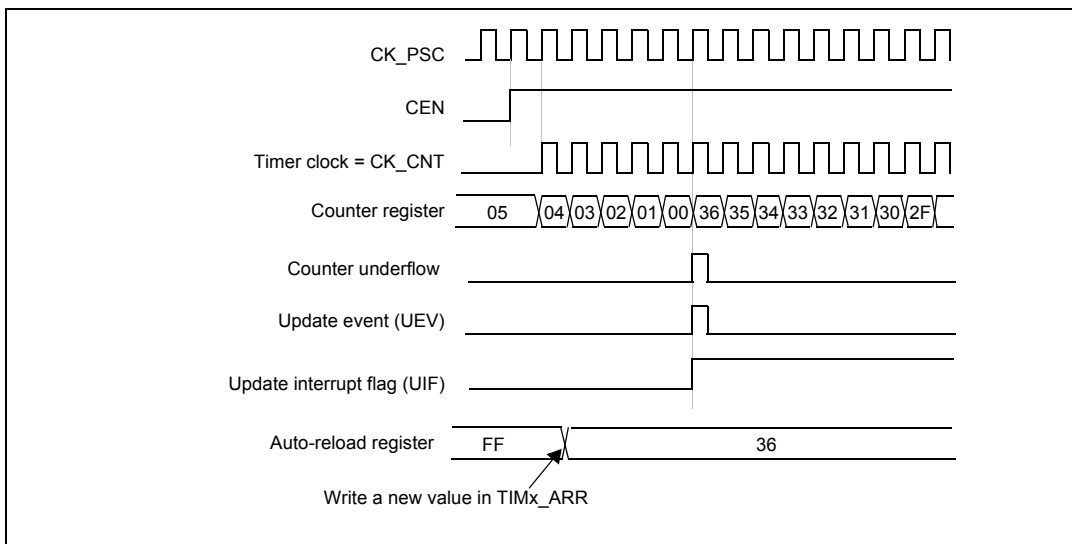 CK_PSC
CEN
Timer clock = CK_CNT
Counter register 05 04 03 02 01 00 36 35 34 33 32 31 30 2F
Counter underflow
Update event (UEV)
Update interrupt flag (UIF)
Auto-reload register FF 36
Write a new value in TIMx_ARR